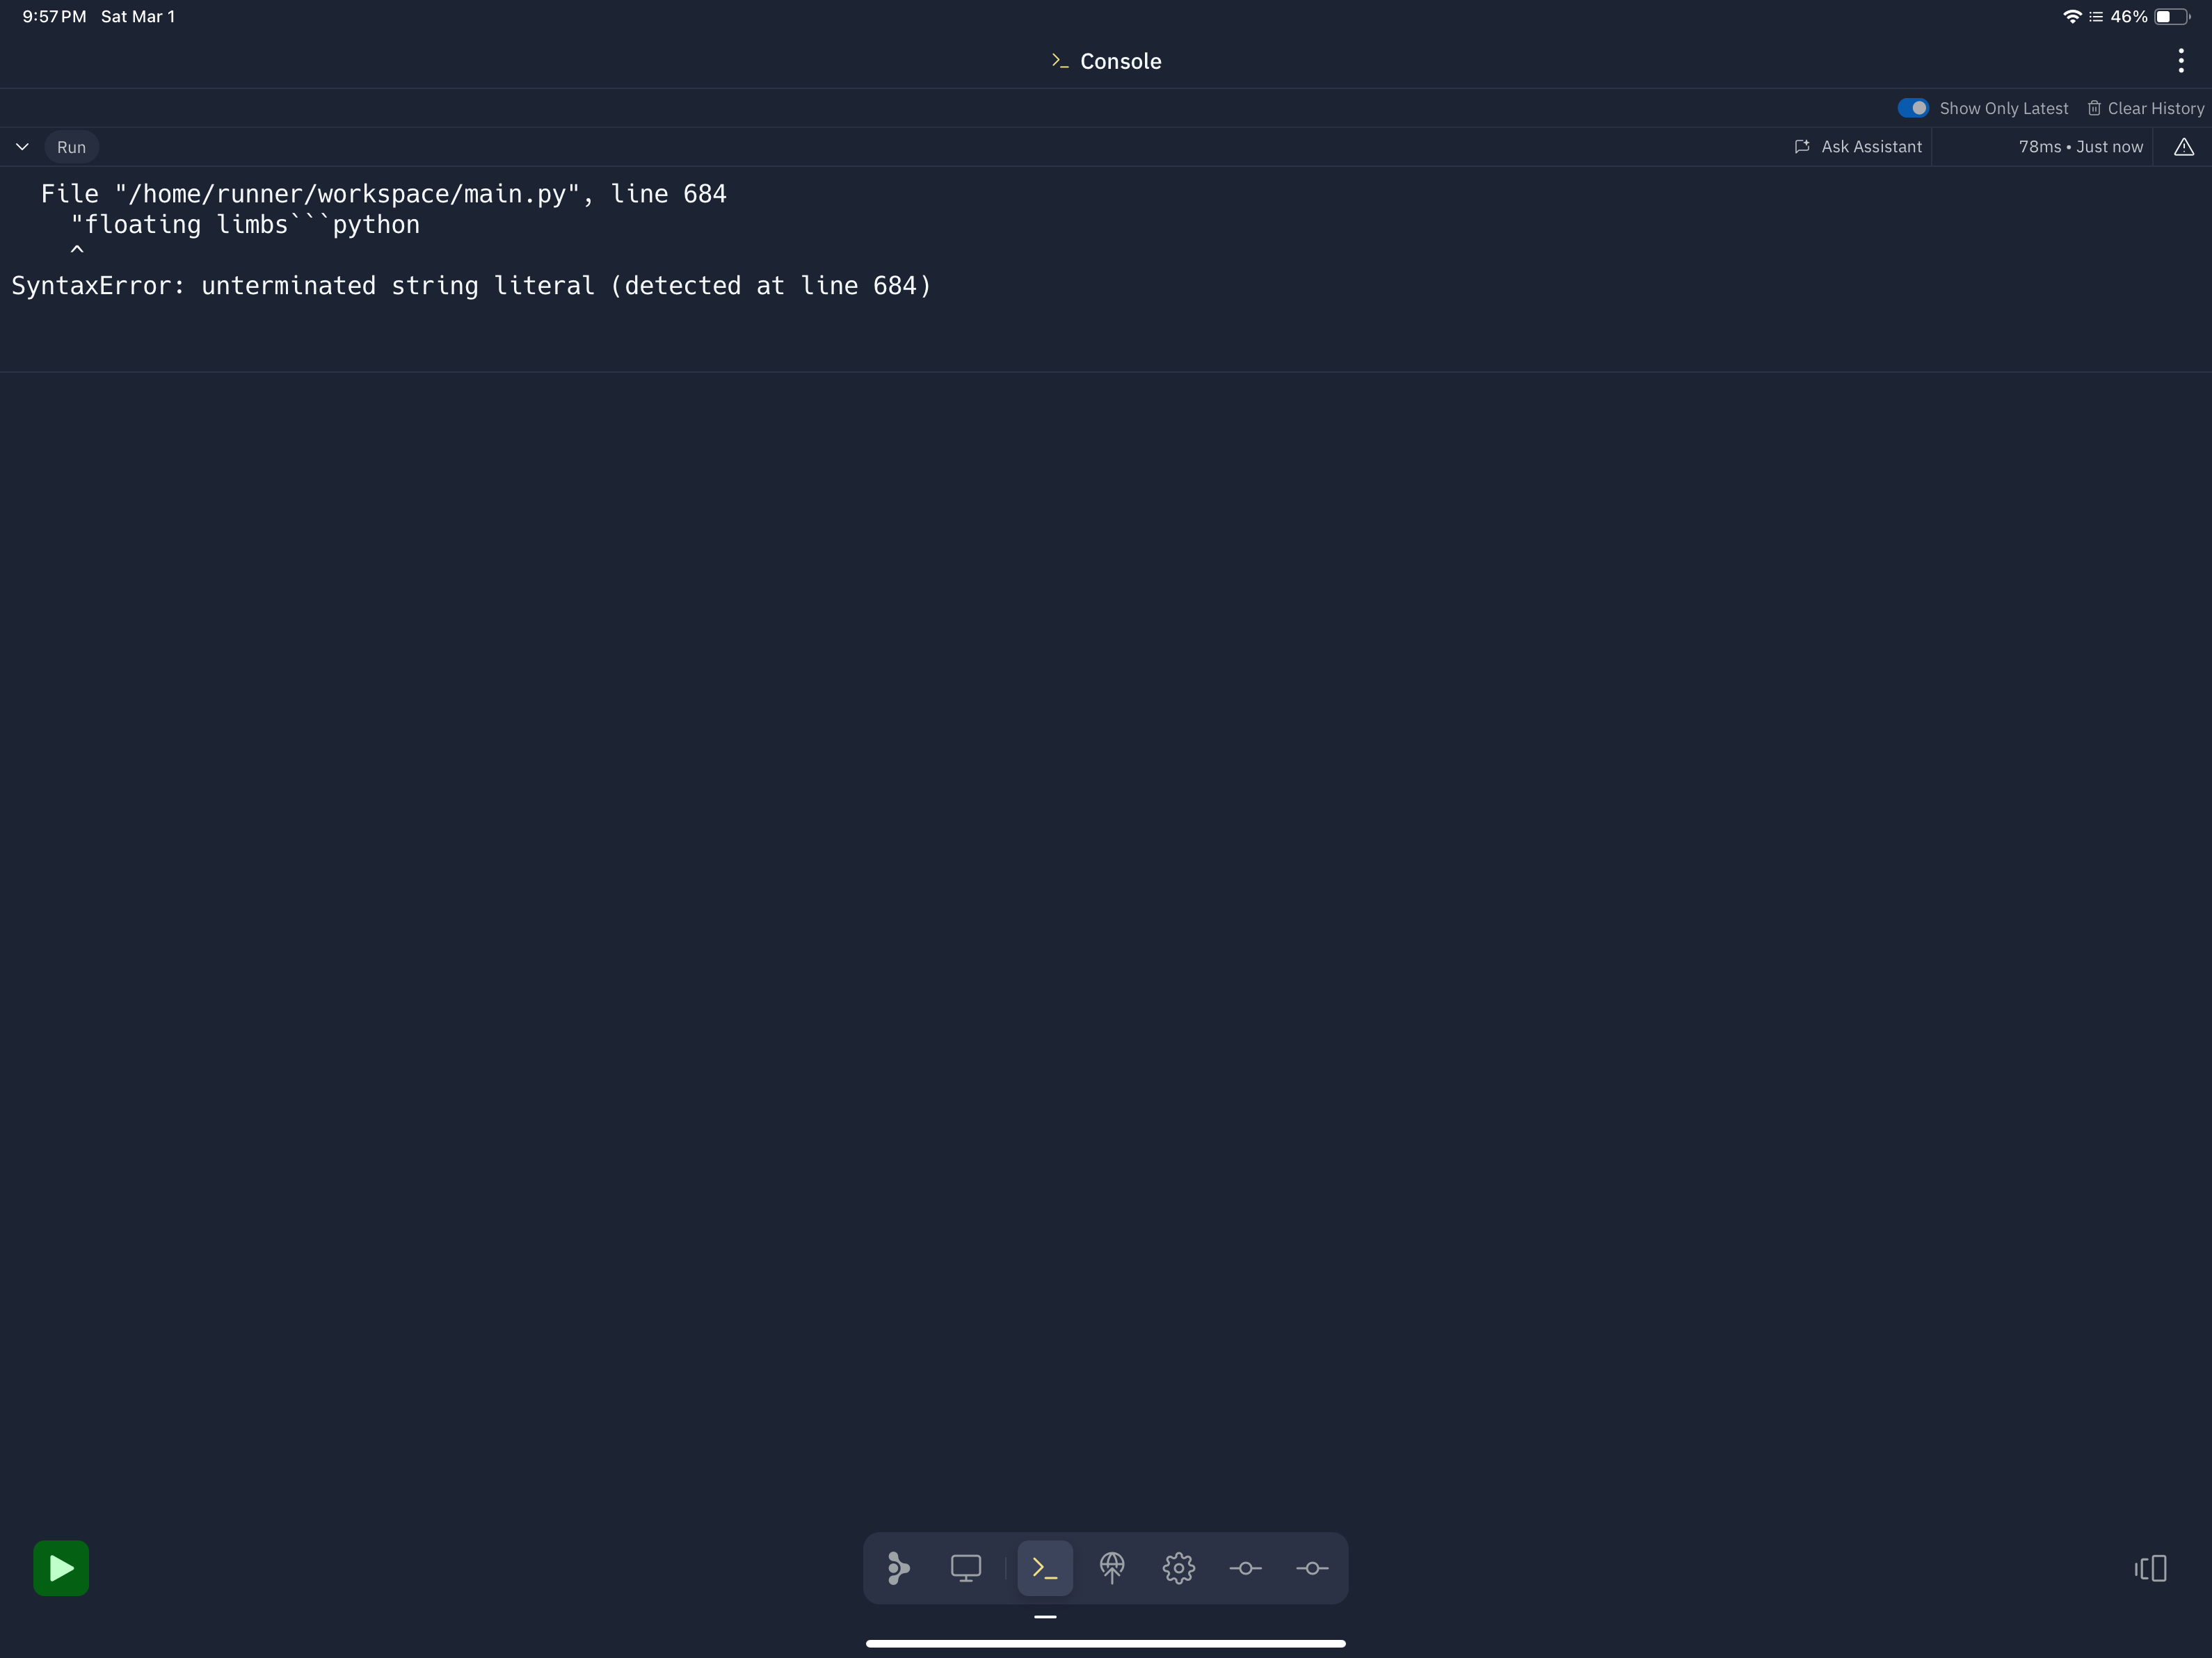 9:57 PM Sat Mar 1
46%
Console
Show Only Latest Clear History
Run Ask Assistant 78ms • Just now
File "/home/runner/workspace/main.py", line 684
"floating limbs```python
^
SyntaxError: unterminated string literal (detected at line 684)